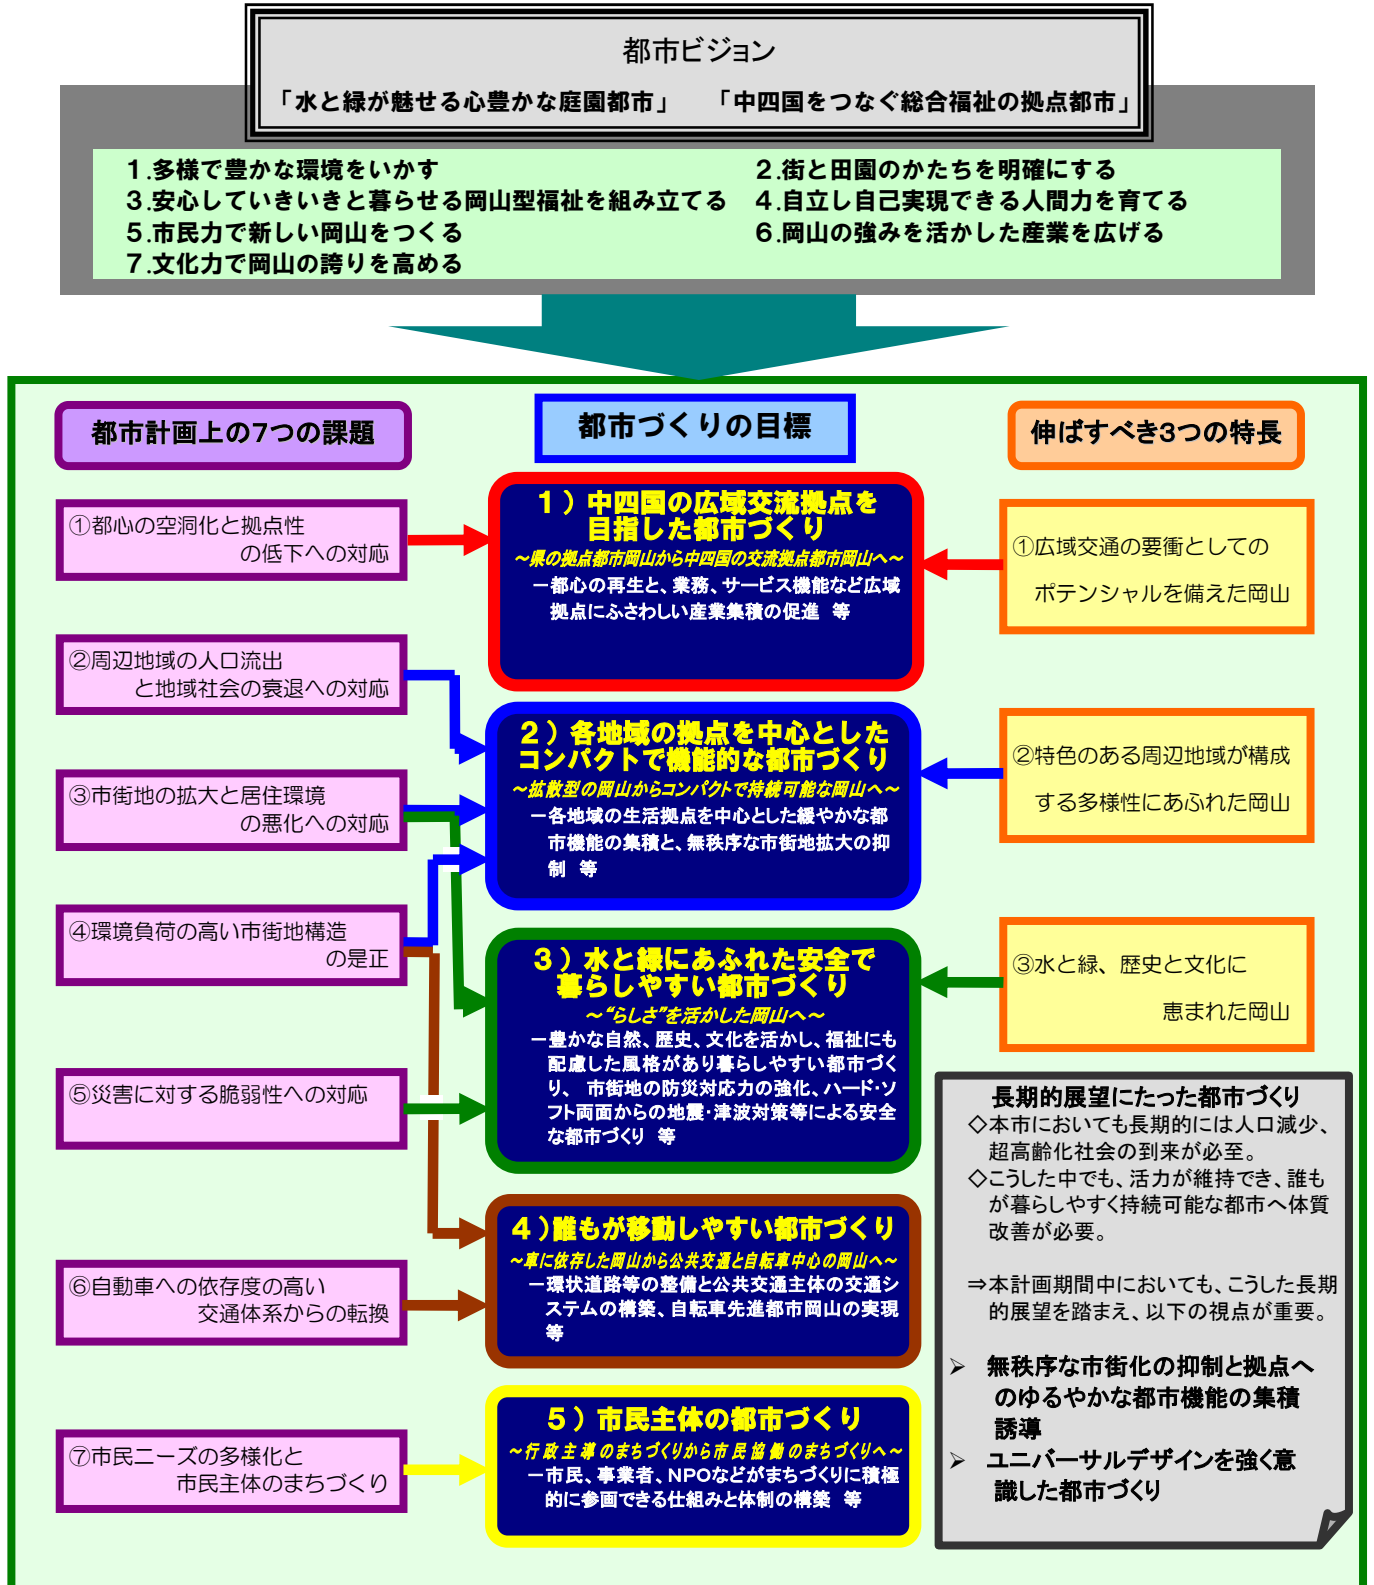 都市ビジョン
「水と緑が魅せる心豊かな庭園都市」　「中四国をつなぐ総合福祉の拠点都市」
１.多様で豊かな環境をいかす
２.街と田園のかたちを明確にする
３.安心していきいきと暮らせる岡山型福祉を組み立てる
４.自立し自己実現できる人間力を育てる
５.市民力で新しい岡山をつくる
６.岡山の強みを活かした産業を広げる
７.文化力で岡山の誇りを高める
都市計画上の7つの課題
①都心の空洞化と拠点性
の低下への対応
②周辺地域の人口流出
と地域社会の衰退への対応
③市街地の拡大と居住環境
の悪化への対応
④環境負荷の高い市街地構造
の是正
⑤災害に対する脆弱性への対応
⑥自動車への依存度の高い
交通体系からの転換
⑦市民ニーズの多様化と
市民主体のまちづくり
都市づくりの目標
１）中四国の広域交流拠点を
目指した都市づくり
～県の拠点都市岡山から中四国の交流拠点都市岡山へ～
－都心の再生と、業務、サービス機能など広域
拠点にふさわしい産業集積の促進　等
２）各地域の拠点を中心とした
コンパクトで機能的な都市づくり
～拡散型の岡山からコンパクトで持続可能な岡山へ～
－各地域の生活拠点を中心とした緩やかな都
市機能の集積と、無秩序な市街地拡大の抑
制　等
３）水と緑にあふれた安全で
暮らしやすい都市づくり
～“らしさ”を活かした岡山へ～
－豊かな自然、歴史、文化を活かし、福祉にも
配慮した風格があり暮らしやすい都市づく
り、　市街地の防災対応力の強化、ハード・ソ
フト両面からの地震・津波対策等による安全
な都市づくり　等
４）誰もが移動しやすい都市づくり
～車に依存した岡山から公共交通と自転車中心の岡山へ～
－環状道路等の整備と公共交通主体の交通シ
ステムの構築、自転車先進都市岡山の実現
等
５）市民主体の都市づくり
～行政主導のまちづくりから市民協働のまちづくりへ～
－市民、事業者、NPOなどがまちづくりに積極
的に参画できる仕組みと体制の構築　等
伸ばすべき3つの特長
①広域交通の要衝としての
ポテンシャルを備えた岡山
②特色のある周辺地域が構成
する多様性にあふれた岡山
③水と緑、歴史と文化に
恵まれた岡山
長期的展望にたった都市づくり
◇本市においても長期的には人口減少、
超高齢化社会の到来が必至。
◇こうした中でも、活力が維持でき、誰も
が暮らしやすく持続可能な都市へ体質
改善が必要。
⇒本計画期間中においても、こうした長期
的展望を踏まえ、以下の視点が重要。
➢ 無秩序な市街化の抑制と拠点へ
のゆるやかな都市機能の集積
誘導
➢ ユニバーサルデザインを強く意
識した都市づくり